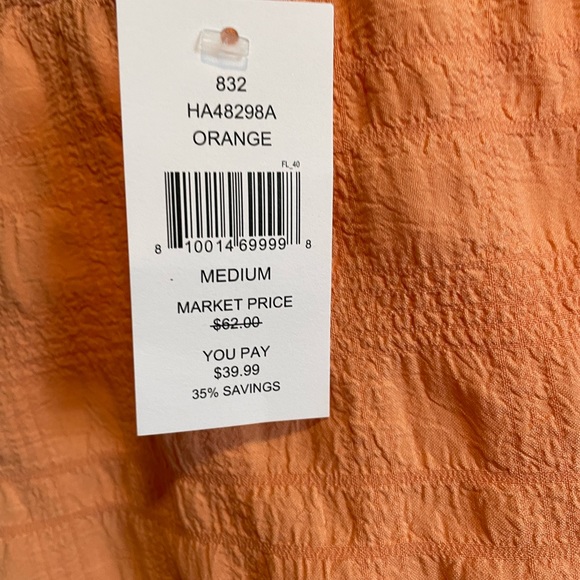 832
HA48298A
ORANGE
FL_40
8 10014 69999 8
MEDIUM
MARKET PRICE
$62.00
YOU PAY
$39.99
35% SAVINGS